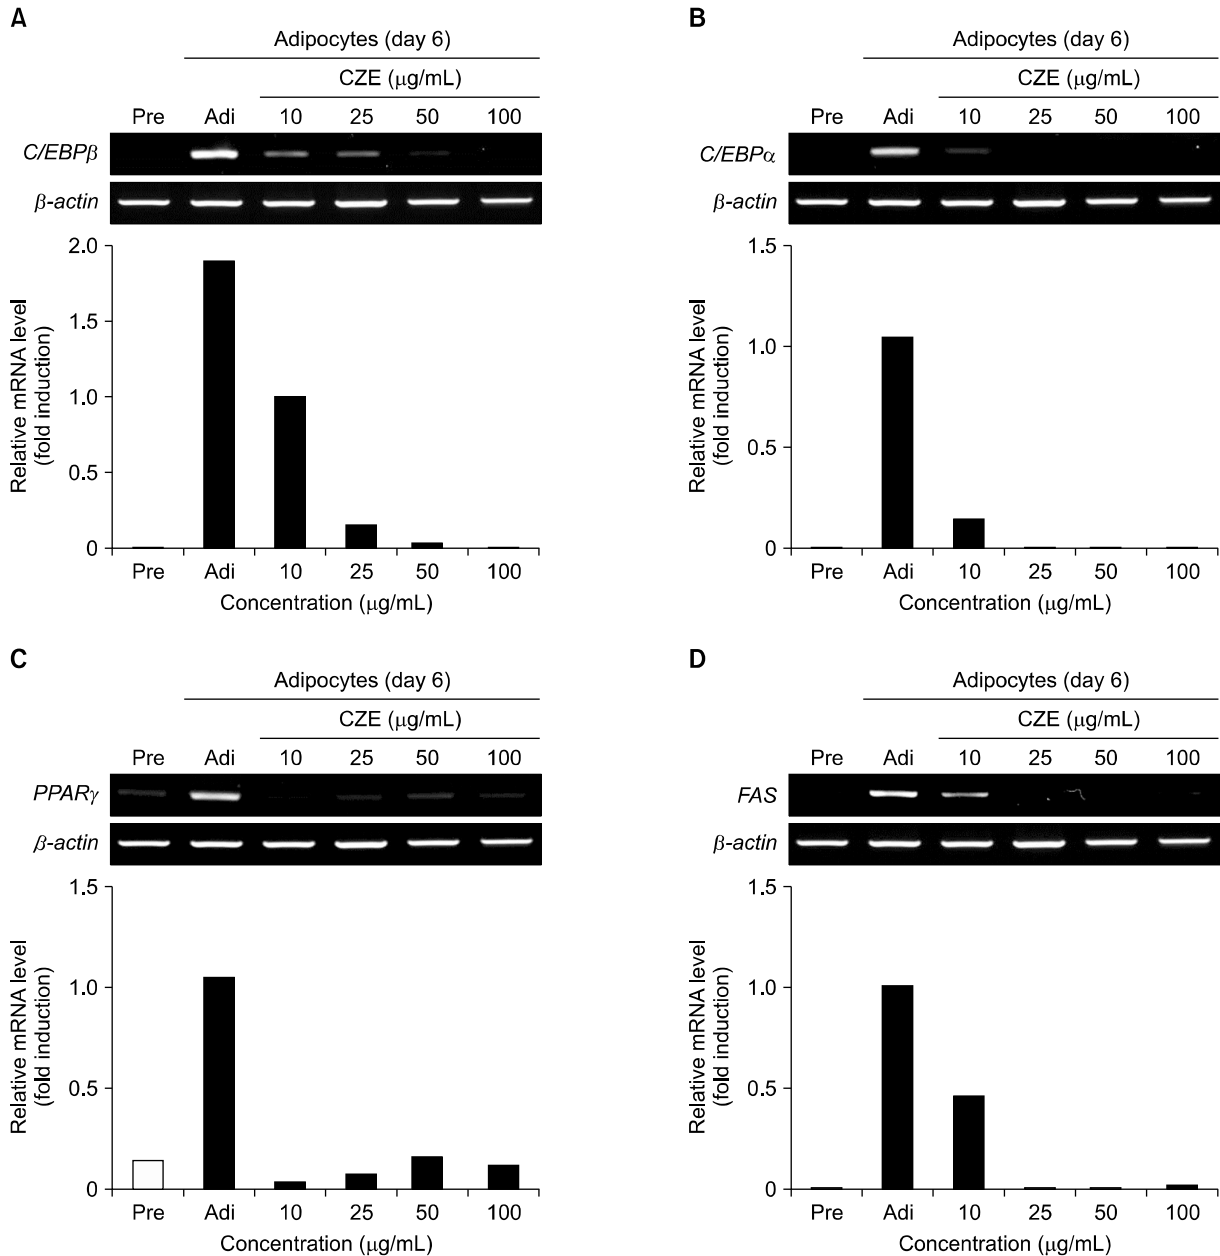 A
Adipocytes (day 6)
CZE (μg/mL)
Pre Adi 10 25 50 100
C/EBPβ
β-actin
2.0
1.5
1.0
0.5
0
Relative mRNA level
(fold induction)
Pre Adi 10 25 50 100
Concentration (μg/mL)
B
Adipocytes (day 6)
CZE (μg/mL)
Pre Adi 10 25 50 100
C/EBPα
β-actin
1.5
1.0
0.5
0
Relative mRNA level
(fold induction)
Pre Adi 10 25 50 100
Concentration (μg/mL)
C
Adipocytes (day 6)
CZE (μg/mL)
Pre Adi 10 25 50 100
PPARγ
β-actin
1.5
1.0
0.5
0
Relative mRNA level
(fold induction)
Pre Adi 10 25 50 100
Concentration (μg/mL)
D
Adipocytes (day 6)
CZE (μg/mL)
Pre Adi 10 25 50 100
FAS
β-actin
1.5
1.0
0.5
0
Relative mRNA level
(fold induction)
Pre Adi 10 25 50 100
Concentration (μg/mL)